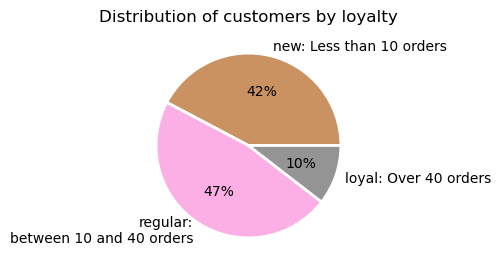 Distribution of customers by loyalty
new: Less than 10 orders
42%
10%
loyal: Over 40 orders
47%
regular:
between 10 and 40 orders